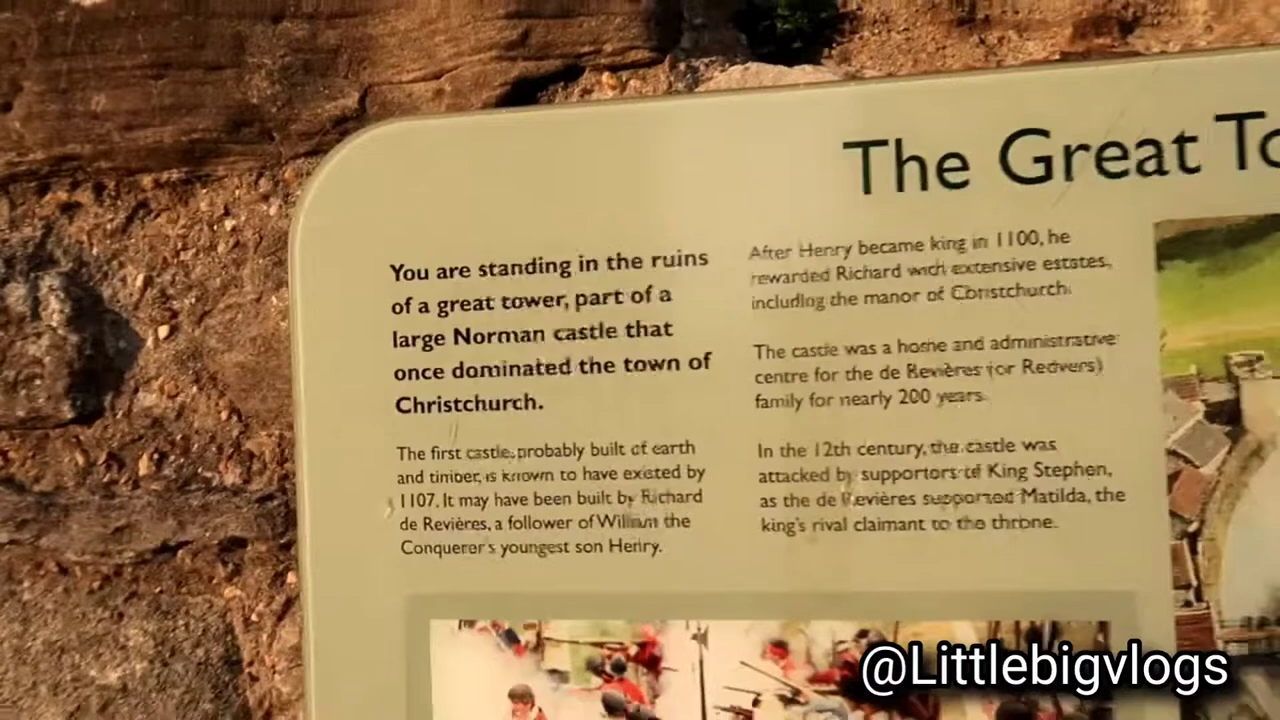 The Great To
You are standing in the ruins
of a great tower, part of a
large Norman castle that
once dominated the town of
Christchurch.
The first castle, probably built of earth
and timber, is known to have existed by
1107. It may have been built by Richard
de Revières, a follower of William the
Conquerer's youngest son Henry.
After Henry became king in 1100, he
rewarded Richard with extensive estates,
including the manor of Christchurch.
The castle was a home and administrative
centre for the de Revières (or Redvers)
family for nearly 200 years.
In the 12th century, the castle was
attacked by supporters of King Stephen,
as the de Revières supported Matilda, the
king's rival claimant to the throne.
@Littlebigvlogs